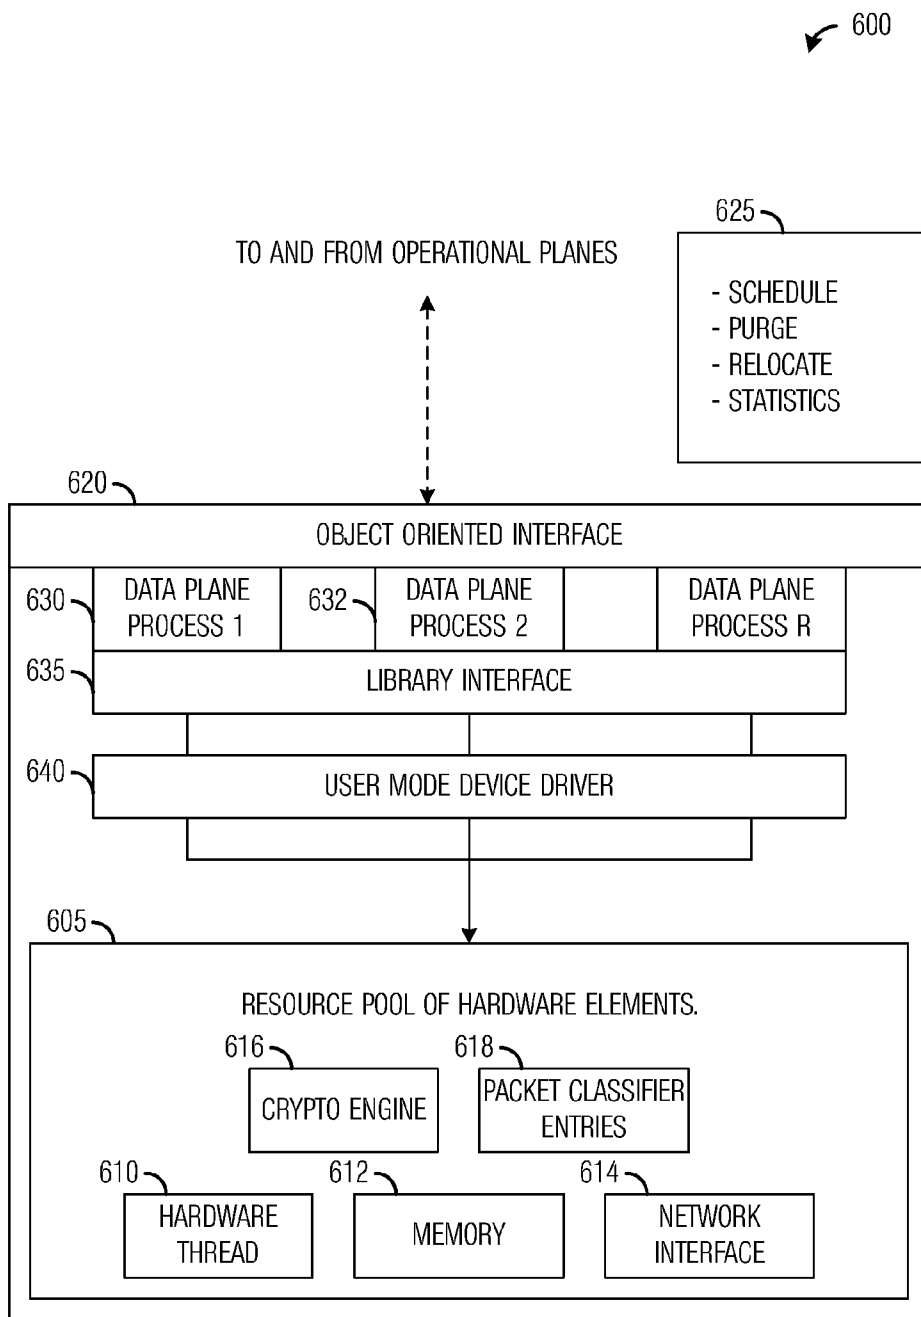 600
625
TO AND FROM OPERATIONAL PLANES
- SCHEDULE
- PURGE
- RELOCATE
- STATISTICS
620
OBJECT ORIENTED INTERFACE
630
DATA PLANE
PROCESS 1
632
DATA PLANE
PROCESS 2
DATA PLANE
PROCESS R
635
LIBRARY INTERFACE
640
USER MODE DEVICE DRIVER
605
RESOURCE POOL OF HARDWARE ELEMENTS.
616
CRYPTO ENGINE
618
PACKET CLASSIFIER
ENTRIES
610
HARDWARE
THREAD
612
MEMORY
614
NETWORK
INTERFACE